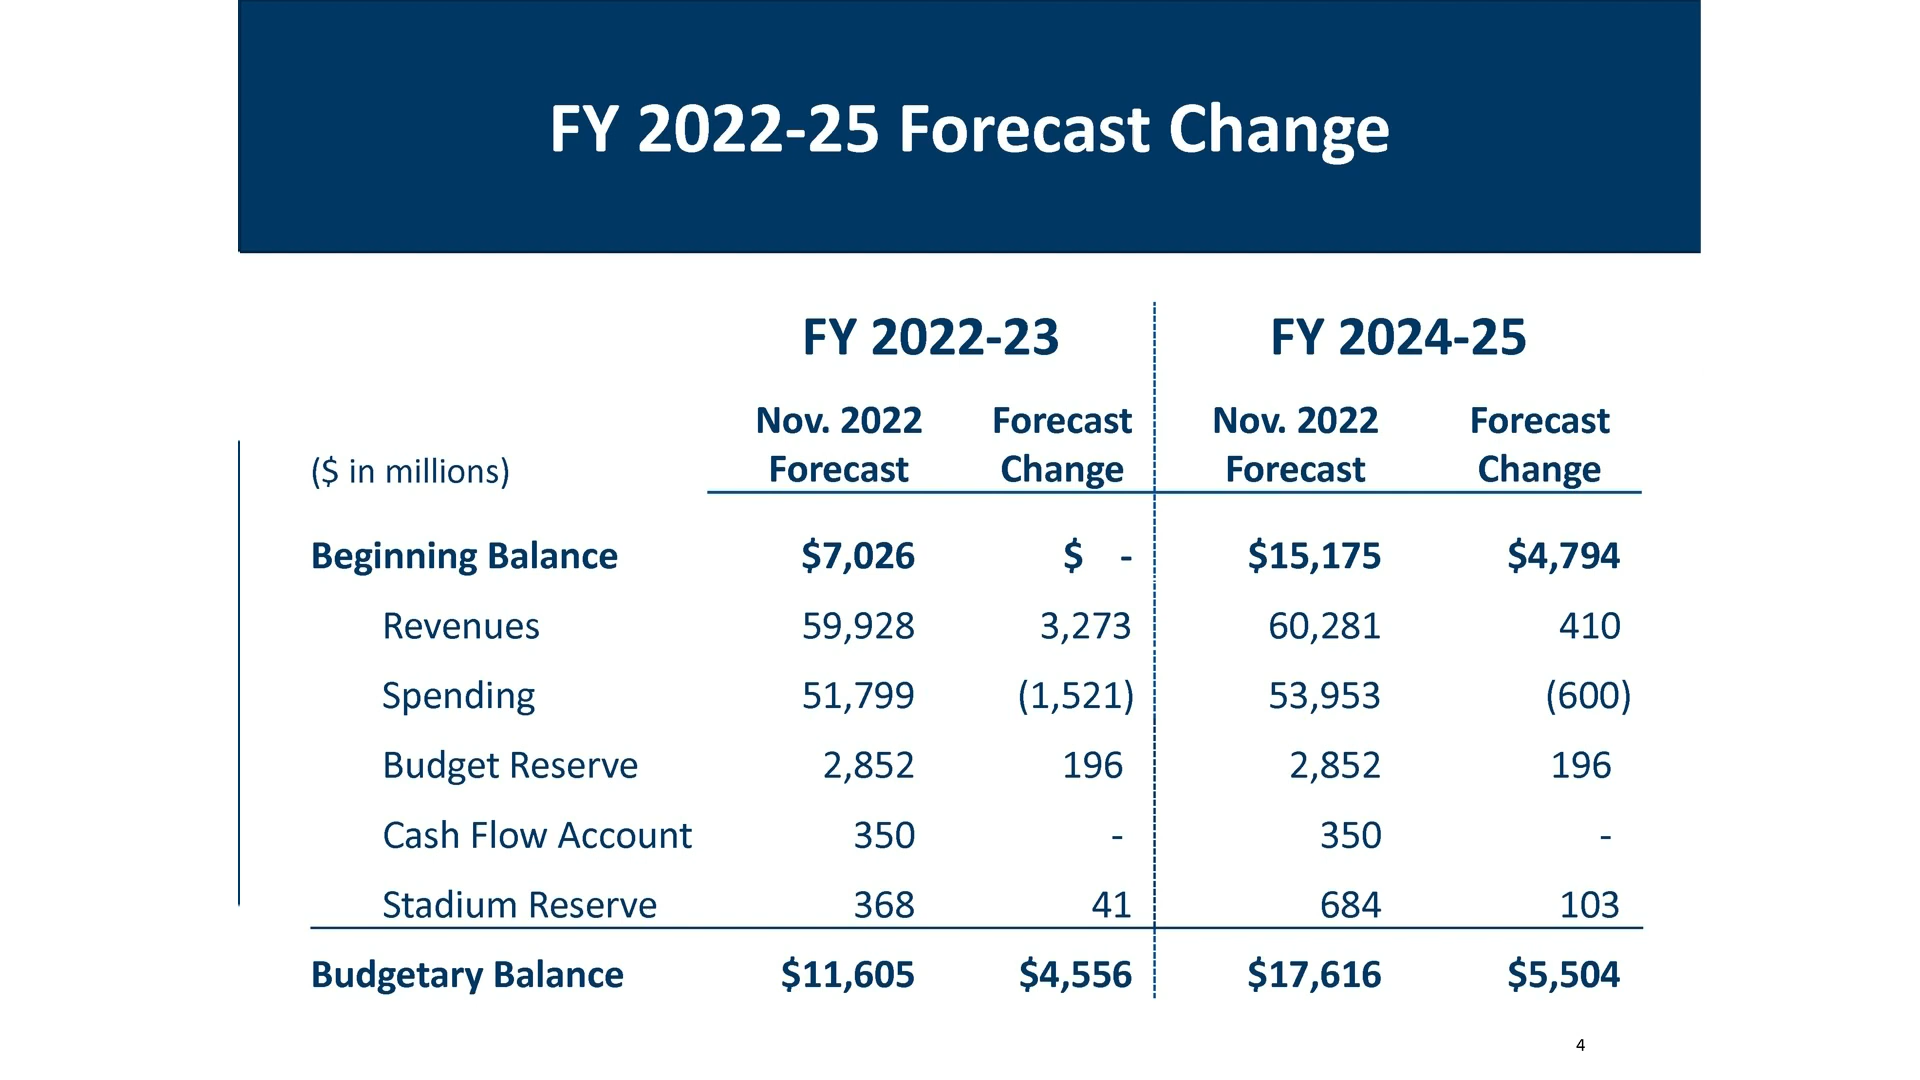 FY 2022-25 Forecast Change
FY 2022-23 FY 2024-25
Nov. 2022 Forecast Nov. 2022 Forecast
($ in millions) Forecast Change Forecast Change
Beginning Balance $7,026 $ - $15,175 $4,794
Revenues 59,928 3,273 60,281 410
Spending 51,799 (1,521) 53,953 (600)
Budget Reserve 2,852 196 2,852 196
Cash Flow Account 350 - 350 -
Stadium Reserve 368 41 684 103
Budgetary Balance $11,605 $4,556 $17,616 $5,504
4